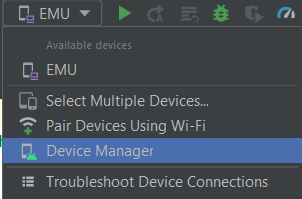 EMU
Available devices
EMU
Select Multiple Devices...
Pair Devices Using Wi-Fi
Device Manager
Troubleshoot Device Connections